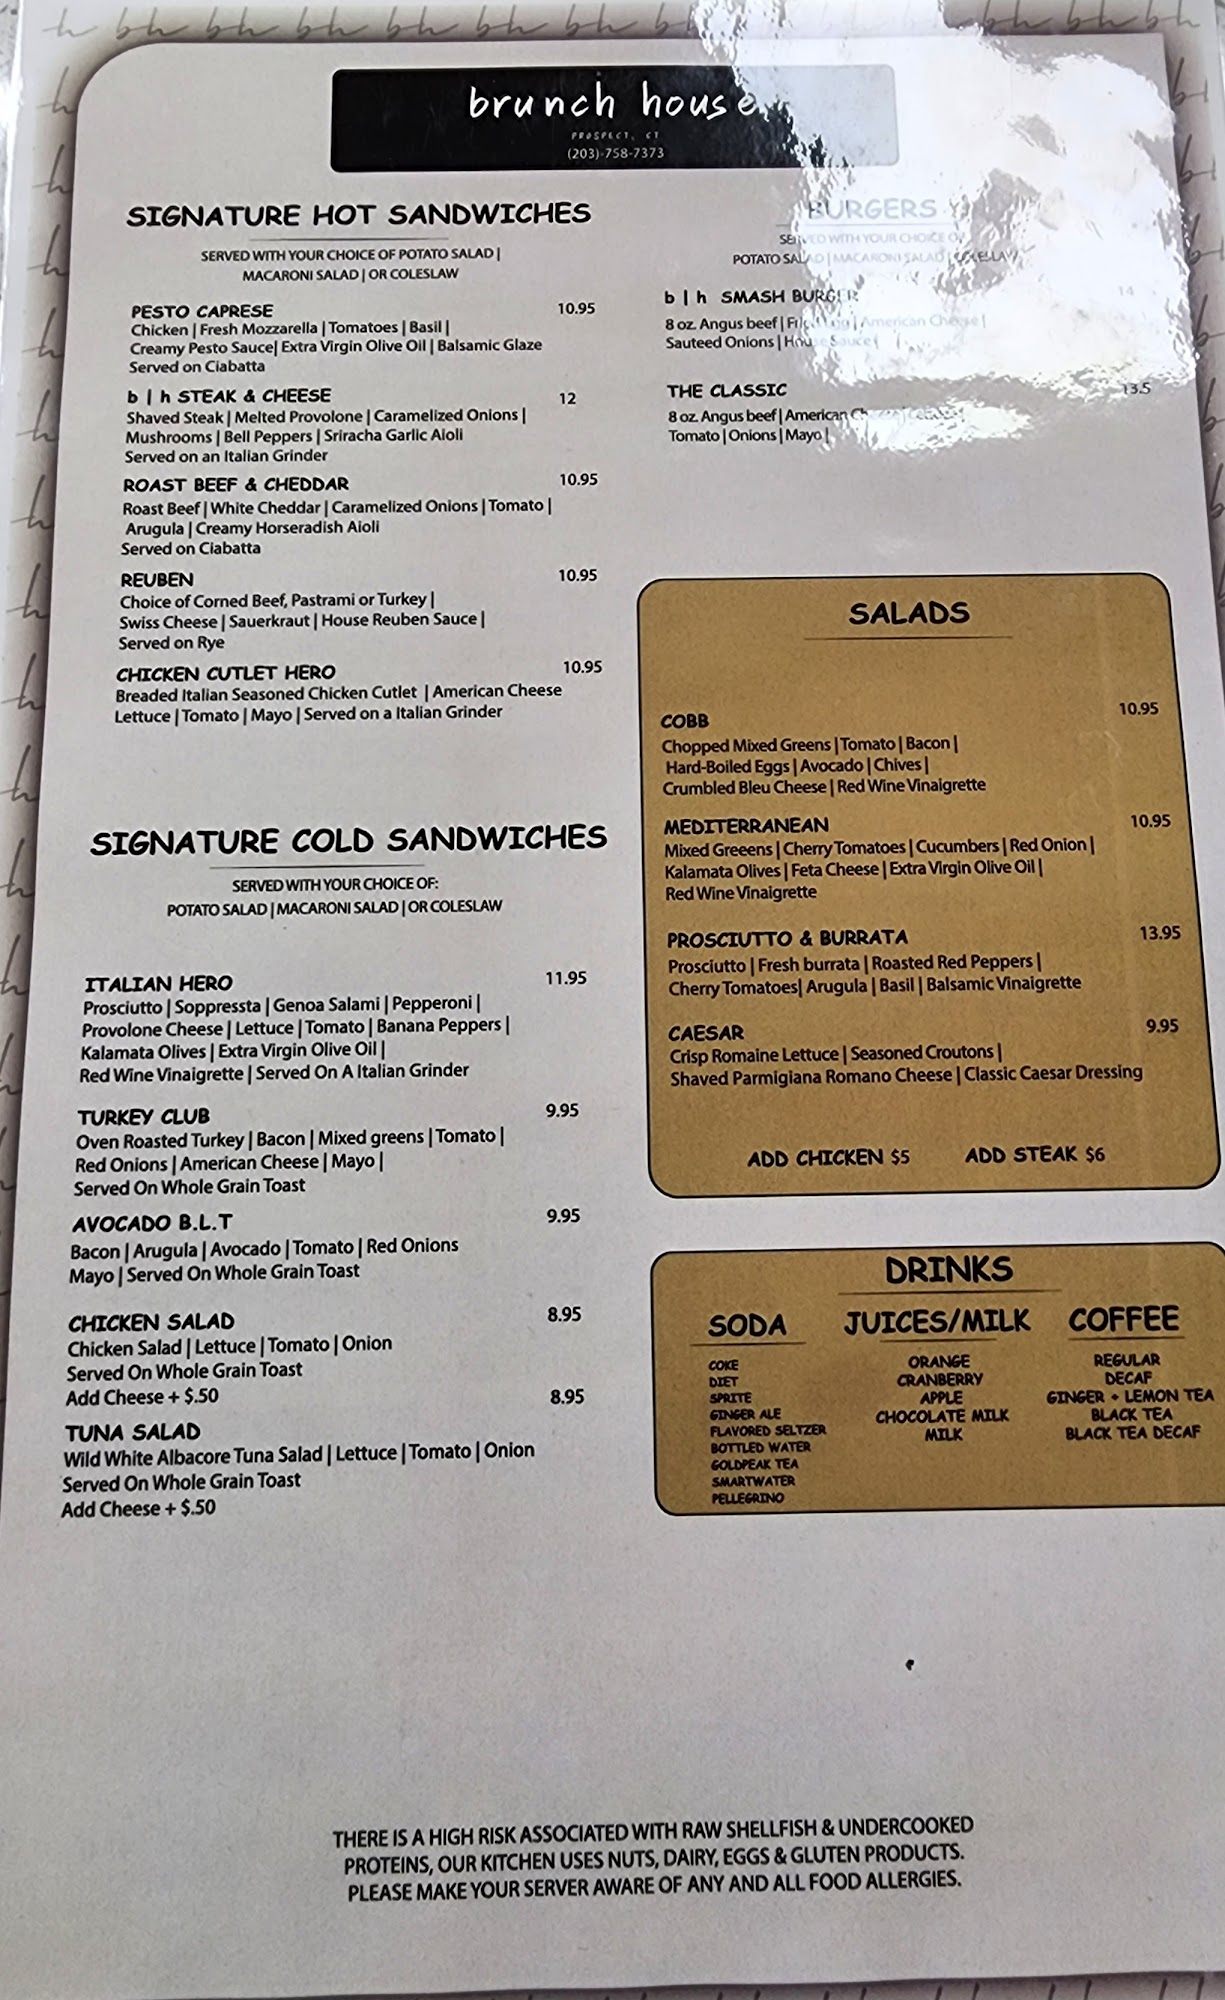 brunch house
PROSPECT, CT
(203)-758-7373
SIGNATURE HOT SANDWICHES
SERVED WITH YOUR CHOICE OF POTATO SALAD |
MACARONI SALAD | OR COLESLAW
PESTO CAPRESE 10.95
Chicken | Fresh Mozzarella | Tomatoes | Basil |
Creamy Pesto Sauce| Extra Virgin Olive Oil | Balsamic Glaze
Served on Ciabatta
b | h STEAK & CHEESE 12
Shaved Steak | Melted Provolone | Caramelized Onions |
Mushrooms | Bell Peppers | Sriracha Garlic Aioli
Served on an Italian Grinder
ROAST BEEF & CHEDDAR 10.95
Roast Beef | White Cheddar | Caramelized Onions | Tomato |
Arugula | Creamy Horseradish Aioli
Served on Ciabatta
REUBEN 10.95
Choice of Corned Beef, Pastrami or Turkey |
Swiss Cheese | Sauerkraut | House Reuben Sauce |
Served on Rye
CHICKEN CUTLET HERO 10.95
Breaded Italian Seasoned Chicken Cutlet | American Cheese
Lettuce | Tomato | Mayo | Served on a Italian Grinder
SIGNATURE COLD SANDWICHES
SERVED WITH YOUR CHOICE OF:
POTATO SALAD | MACARONI SALAD | OR COLESLAW
ITALIAN HERO 11.95
Prosciutto | Soppressta | Genoa Salami | Pepperoni |
Provolone Cheese | Lettuce | Tomato | Banana Peppers |
Kalamata Olives | Extra Virgin Olive Oil |
Red Wine Vinaigrette | Served On A Italian Grinder
TURKEY CLUB 9.95
Oven Roasted Turkey | Bacon | Mixed greens | Tomato |
Red Onions | American Cheese | Mayo |
Served On Whole Grain Toast
AVOCADO B.L.T 9.95
Bacon | Arugula | Avocado | Tomato | Red Onions
Mayo | Served On Whole Grain Toast
CHICKEN SALAD 8.95
Chicken Salad | Lettuce | Tomato | Onion
Served On Whole Grain Toast
Add Cheese + $.50
TUNA SALAD 8.95
Wild White Albacore Tuna Salad | Lettuce | Tomato | Onion
Served On Whole Grain Toast
Add Cheese + $.50
BURGERS
SERVED WITH YOUR CHOICE OF
POTATO SALAD | MACARONI SALAD | COLESLAW
b | h SMASH BURGER 14
8 oz. Angus beef | Fried Egg | American Cheese |
Sauteed Onions | House Sauce |
THE CLASSIC 13.5
8 oz. Angus beef | American
Tomato | Onions | Mayo |
SALADS
COBB 10.95
Chopped Mixed Greens | Tomato | Bacon |
Hard-Boiled Eggs | Avocado | Chives |
Crumbled Bleu Cheese | Red Wine Vinaigrette
MEDITERRANEAN 10.95
Mixed Greeens | Cherry Tomatoes | Cucumbers | Red Onion |
Kalamata Olives | Feta Cheese | Extra Virgin Olive Oil |
Red Wine Vinaigrette
PROSCIUTTO & BURRATA 13.95
Prosciutto | Fresh burrata | Roasted Red Peppers |
Cherry Tomatoes| Arugula | Basil | Balsamic Vinaigrette
CAESAR 9.95
Crisp Romaine Lettuce | Seasoned Croutons |
Shaved Parmigiana Romano Cheese | Classic Caesar Dressing
ADD CHICKEN $5 ADD STEAK $6
DRINKS
SODA
COKE
DIET
SPRITE
GINGER ALE
FLAVORED SELTZER
BOTTLED WATER
GOLDPEAK TEA
SMARTWATER
PELLEGRINO
JUICES/MILK
ORANGE
CRANBERRY
APPLE
CHOCOLATE MILK
MILK
COFFEE
REGULAR
DECAF
GINGER + LEMON TEA
BLACK TEA
BLACK TEA DECAF
THERE IS A HIGH RISK ASSOCIATED WITH RAW SHELLFISH & UNDERCOOKED
PROTEINS, OUR KITCHEN USES NUTS, DAIRY, EGGS & GLUTEN PRODUCTS.
PLEASE MAKE YOUR SERVER AWARE OF ANY AND ALL FOOD ALLERGIES.